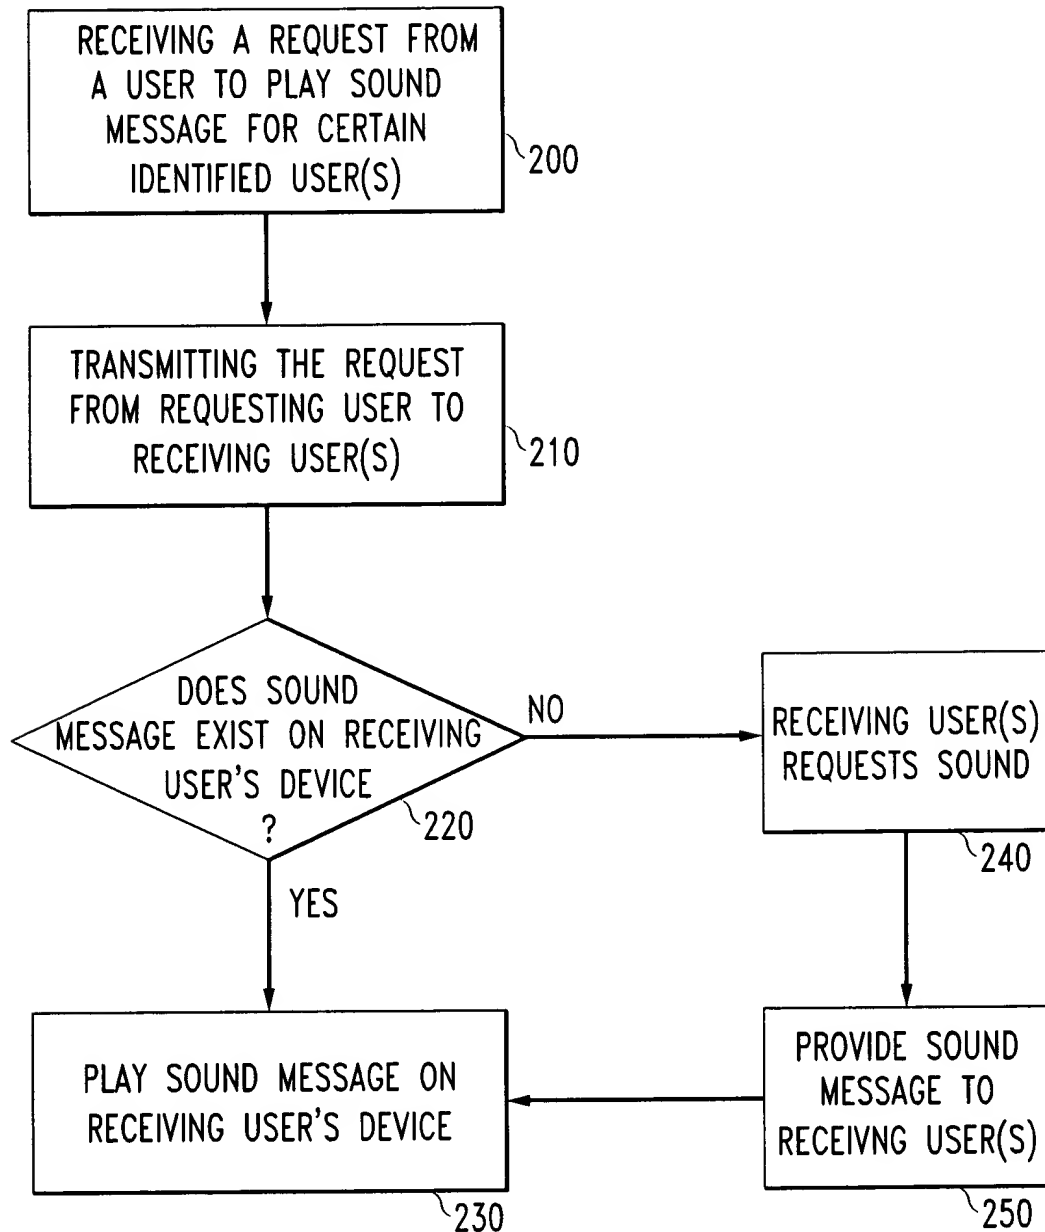 RECEIVING A REQUEST FROM
A USER TO PLAY SOUND
MESSAGE FOR CERTAIN
IDENTIFIED USER(S)
200
TRANSMITTING THE REQUEST
FROM REQUESTING USER TO
RECEIVING USER(S)
210
DOES SOUND
MESSAGE EXIST ON RECEIVING
USER'S DEVICE
?
220
NO
YES
RECEIVING USER(S)
REQUESTS SOUND
240
PLAY SOUND MESSAGE ON
RECEIVING USER'S DEVICE
230
PROVIDE SOUND
MESSAGE TO
RECEIVNG USER(S)
250